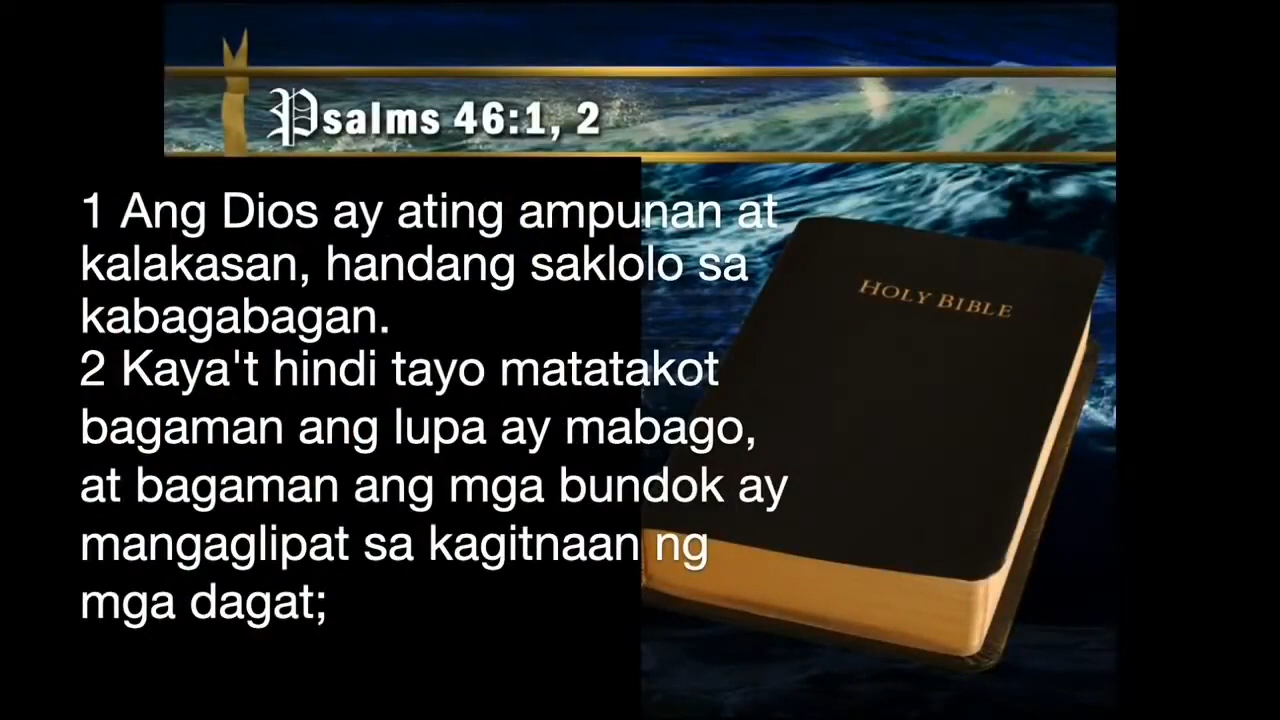 Psalms 46:1, 2
1 Ang Dios ay ating ampunan at
kalakasan, handang saklolo sa
kabagabagan.
2 Kaya't hindi tayo matatakot
bagaman ang lupa ay mabago,
at bagaman ang mga bundok ay
mangaglipat sa kagitnaan ng
mga dagat;
HOLY BIBLE